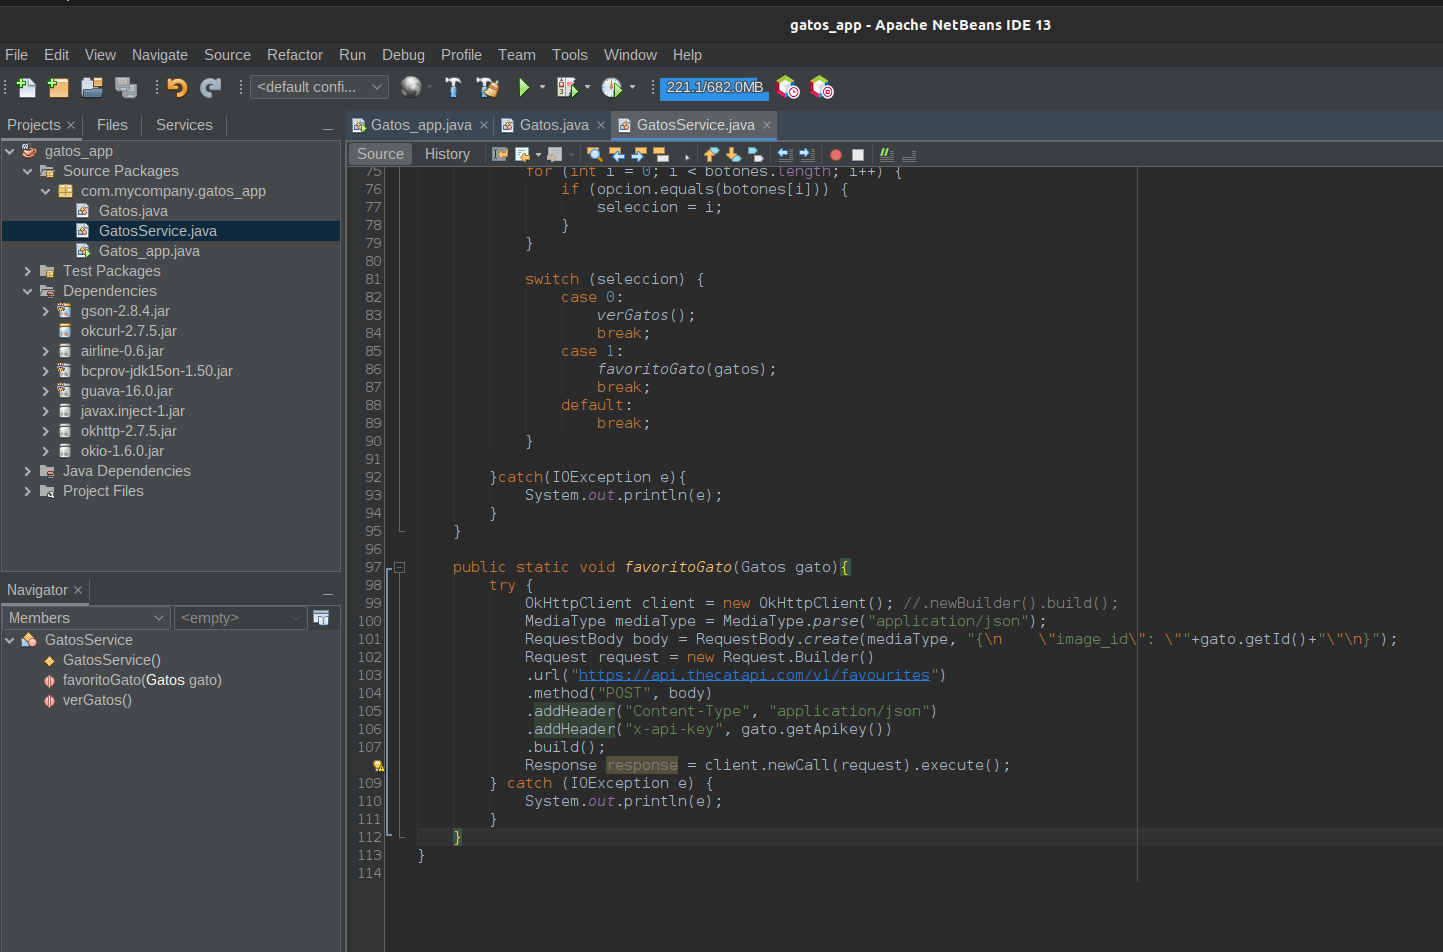 gatos_app - Apache NetBeans IDE 13
File Edit View Navigate Source Refactor Run Debug Profile Team Tools Window Help
<default confi... 221.1/682.0MB
Projects Files Services
gatos_app
Source Packages
com.mycompany.gatos_app
Gatos.java
GatosService.java
Gatos_app.java
Test Packages
Dependencies
gson-2.8.4.jar
okcurl-2.7.5.jar
airline-0.6.jar
bcprov-jdk15on-1.50.jar
guava-16.0.jar
javax.inject-1.jar
okhttp-2.7.5.jar
okio-1.6.0.jar
Java Dependencies
Project Files
Navigator
Members <empty>
GatosService
GatosService()
favoritoGato(Gatos gato)
verGatos()
Gatos_app.java Gatos.java GatosService.java
Source History
75 for (int i = 0; i < botones.length; i++) {
76 if (opcion.equals(botones[i])) {
77 seleccion = i;
78 }
79 }
80
81 switch (seleccion) {
82 case 0:
83 verGatos();
84 break;
85 case 1:
86 favoritoGato(gatos);
87 break;
88 default:
89 break;
90 }
91
92 }catch(IOException e){
93 System.out.println(e);
94 }
95 }
96
97 public static void favoritoGato(Gatos gato){
98 try {
99 OkHttpClient client = new OkHttpClient(); //.newBuilder().build();
100 MediaType mediaType = MediaType.parse("application/json");
101 RequestBody body = RequestBody.create(mediaType, "{\n    \"image_id\": \""+gato.getId()+"\"\n}");
102 Request request = new Request.Builder()
103 .url("https://api.thecatapi.com/v1/favourites")
104 .method("POST", body)
105 .addHeader("Content-Type", "application/json")
106 .addHeader("x-api-key", gato.getApikey())
107 .build();
Response response = client.newCall(request).execute();
109 } catch (IOException e) {
110 System.out.println(e);
111 }
112 }
113 }
114